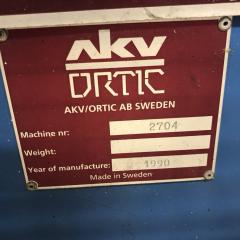 AKV
ORTIC
AKV/ORTIC AB SWEDEN
Machine nr: 2704
Weight:
Year of manufacture: 1990
Made in Sweden